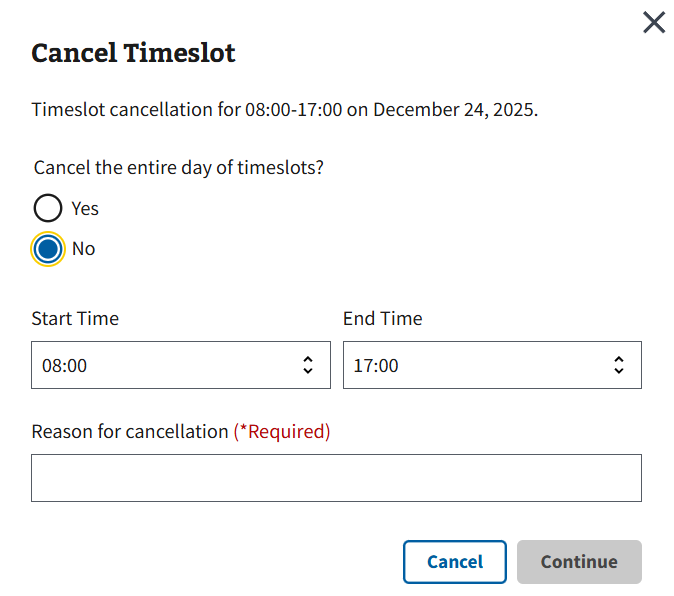 Cancel Timeslot
Timeslot cancellation for 08:00-17:00 on December 24, 2025.
Cancel the entire day of timeslots?
Yes
No
Start Time
End Time
08:00
17:00
Reason for cancellation (*Required)
Cancel
Continue